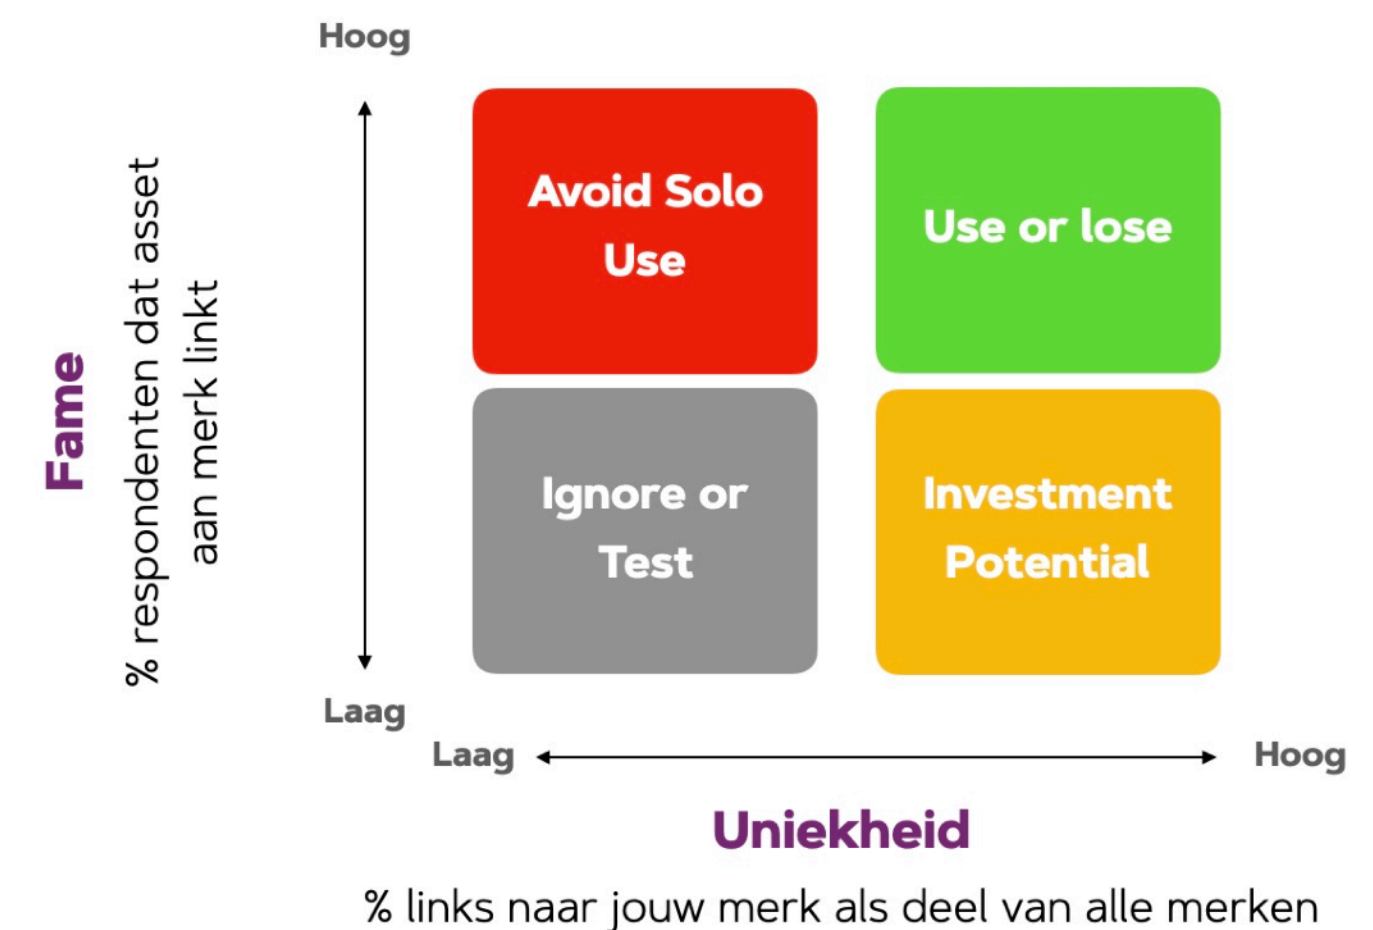 Hoog
Fame
% respondenten dat asset
aan merk linkt
Avoid Solo
Use
Use or lose
Ignore or
Test
Investment
Potential
Laag
Laag
Hoog
Uniekheid
% links naar jouw merk als deel van alle merken